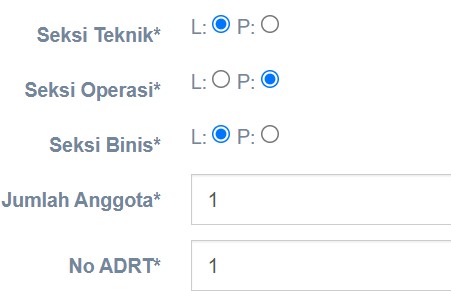 Seksi Teknik* L: P:
Seksi Operasi* L: P:
Seksi Binis* L: P:
Jumlah Anggota* 1
No ADRT* 1